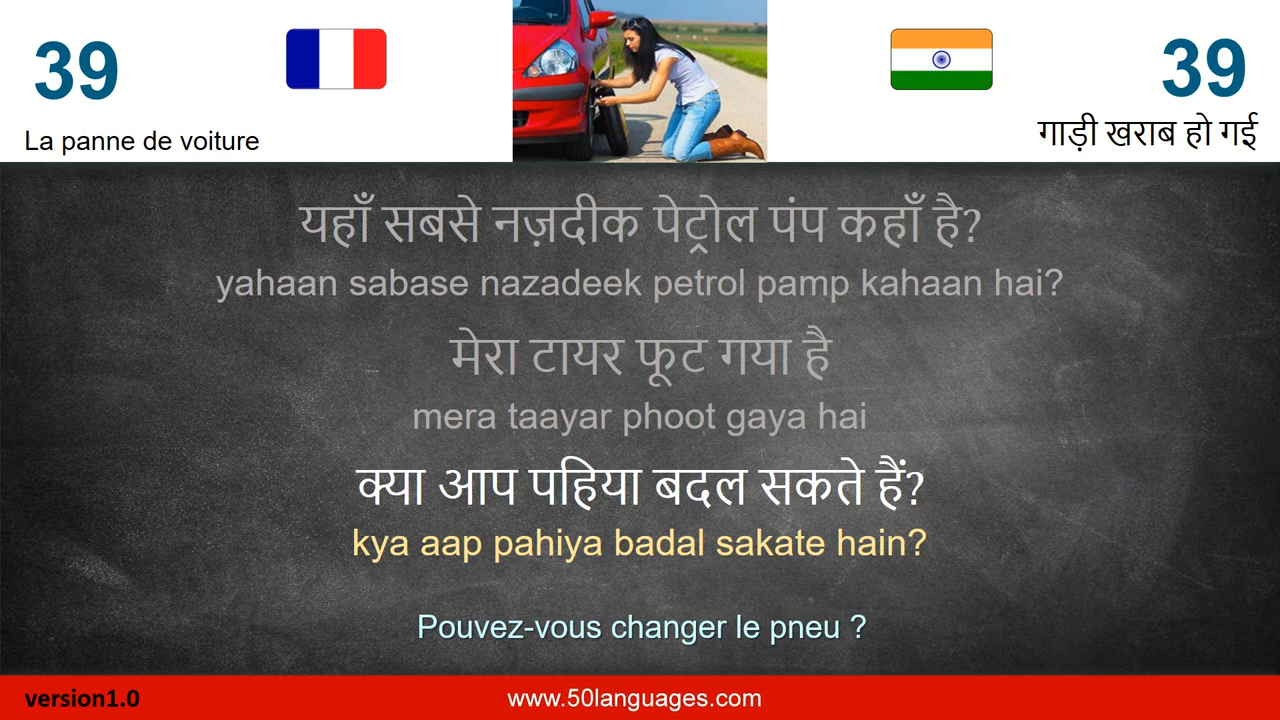 39
39
La panne de voiture
गाड़ी खराब हो गई
यहाँ सबसे नज़दीक पेट्रोल पंप कहाँ है?
yahaan sabase nazadeek petrol pamp kahaan hai?
मेरा टायर फूट गया है
mera taayar phoot gaya hai
क्या आप पहिया बदल सकते हैं?
kya aap pahiya badal sakate hain?
Pouvez-vous changer le pneu ?
version1.0
www.50languages.com